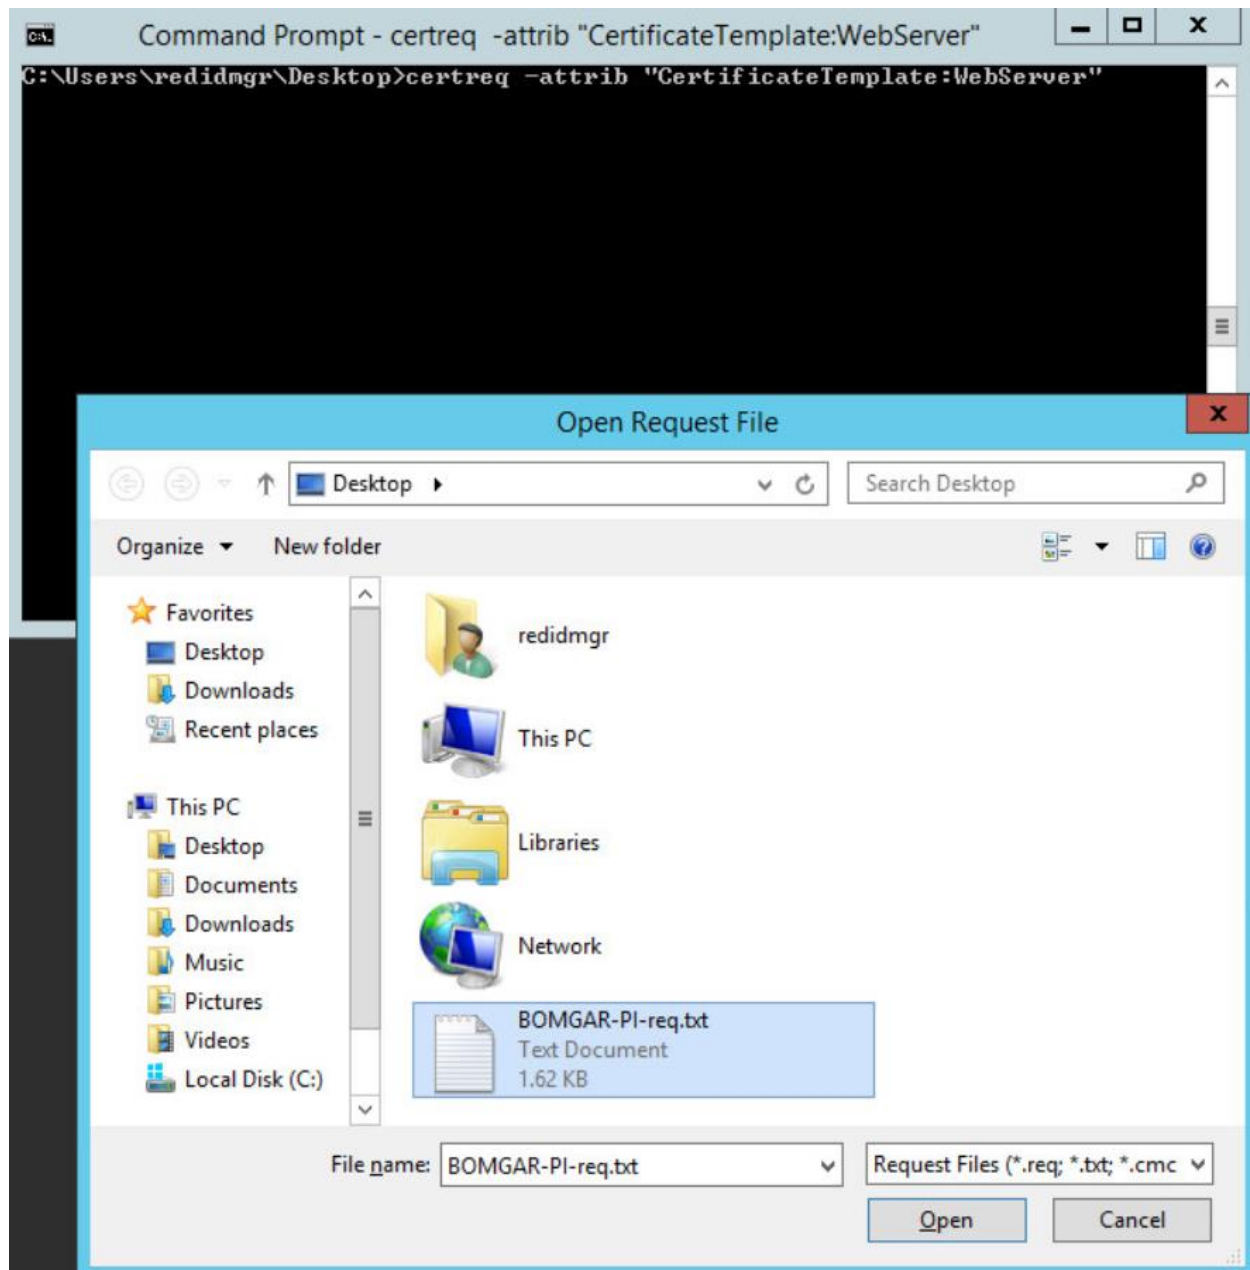 Command Prompt - certreq -attrib "CertificateTemplate:WebServer"
C:\Users\redidmgr\Desktop>certreq -attrib "CertificateTemplate:WebServer"
Open Request File
Desktop
Search Desktop
Organize
New folder
Favorites
Desktop
Downloads
Recent places
This PC
Desktop
Documents
Downloads
Music
Pictures
Videos
Local Disk (C:)
redidmgr
This PC
Libraries
Network
BOMGAR-PI-req.txt
Text Document
1.62 KB
File name:
BOMGAR-PI-req.txt
Request Files (*.req; *.txt; *.cmc
Open
Cancel